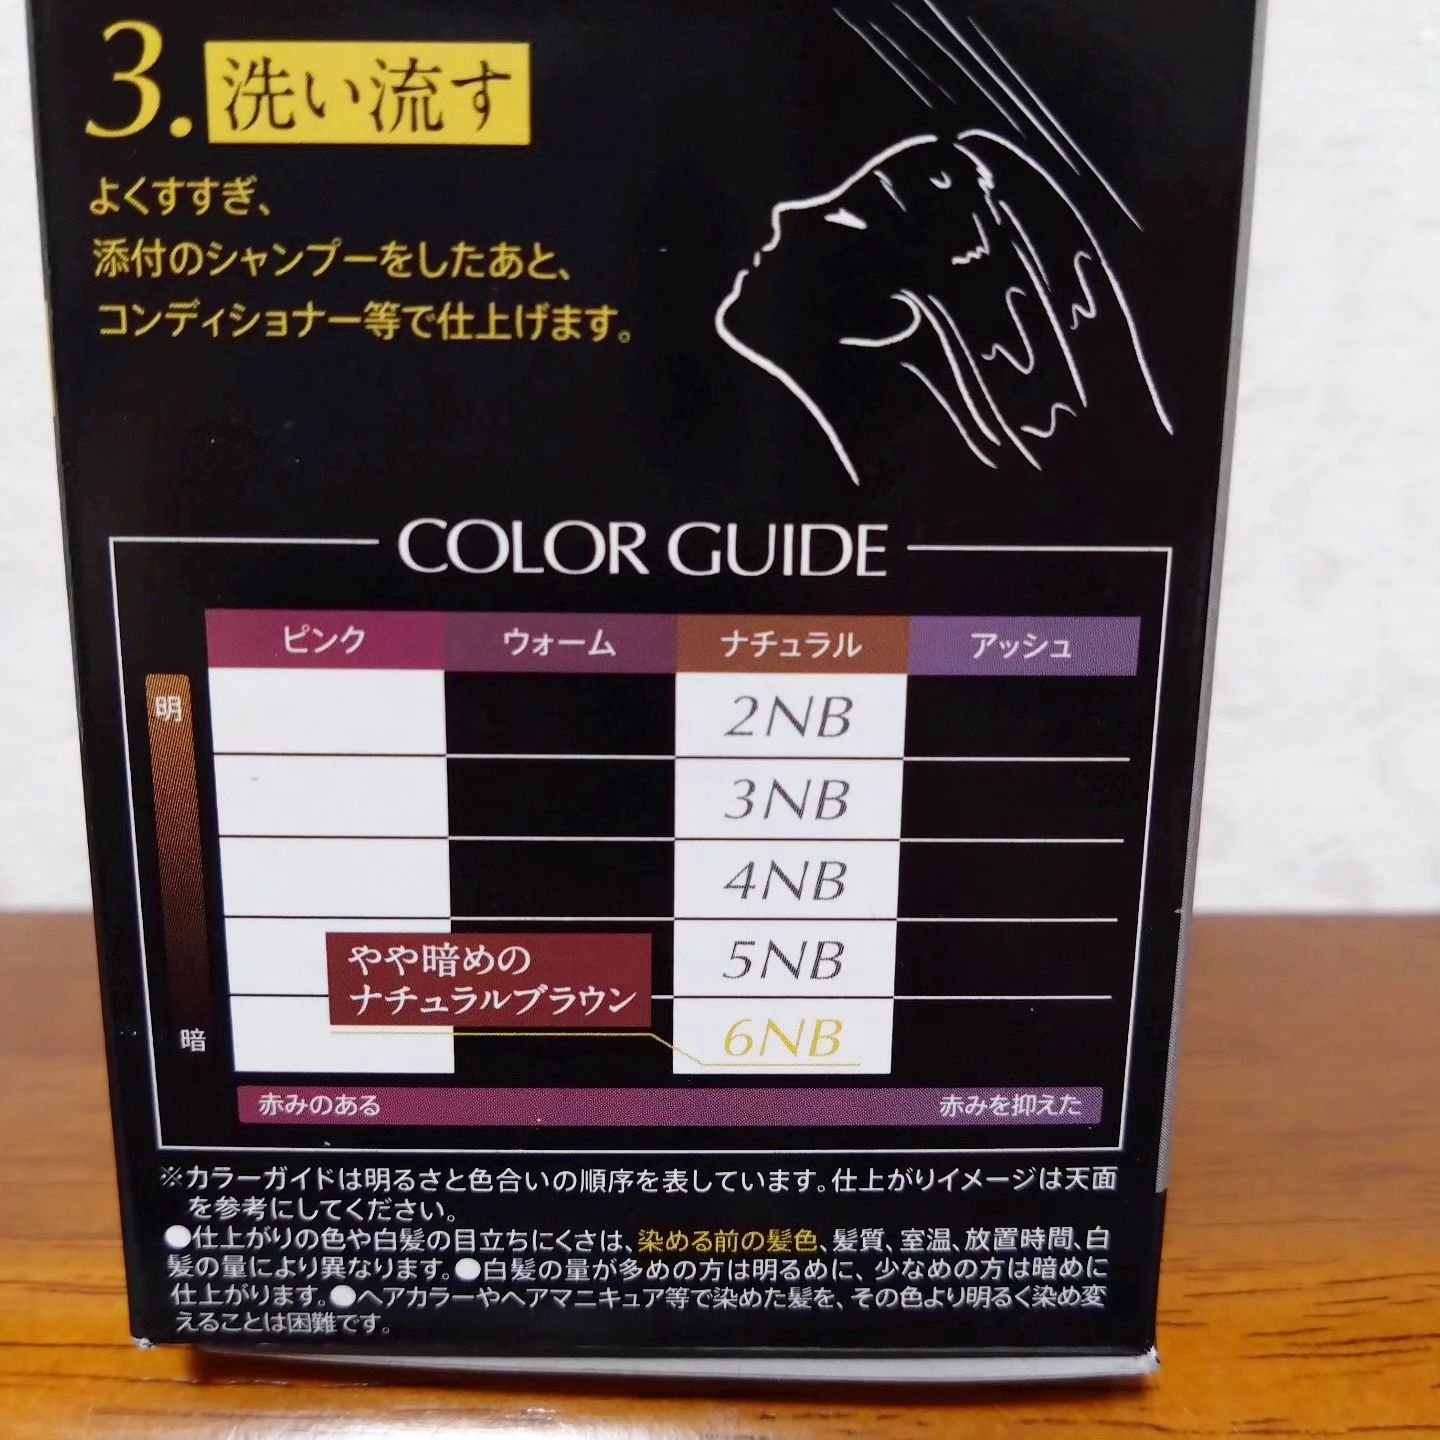 3. 洗い流す
よくすすぎ、
添付のシャンプーをしたあと、
コンディショナー等で仕上げます。
COLOR GUIDE
ピンク ウォーム ナチュラル アッシュ
明
2NB
3NB
4NB
5NB
やや暗めの
ナチュラルブラウン
6NB
暗
赤みのある 赤みを抑えた
※カラーガイドは明るさと色合いの順序を表しています。仕上がりイメージは天面
を参考にしてください。
●仕上がりの色や白髪の目立ちにくさは、染める前の髪色、髪質、室温、放置時間、白
髪の量により異なります。●白髪の量が多めの方は明るめに、少なめの方は暗めに
仕上がります。●ヘアカラーやヘアマニキュア等で染めた髪を、その色より明るく染め変
えることは困難です。